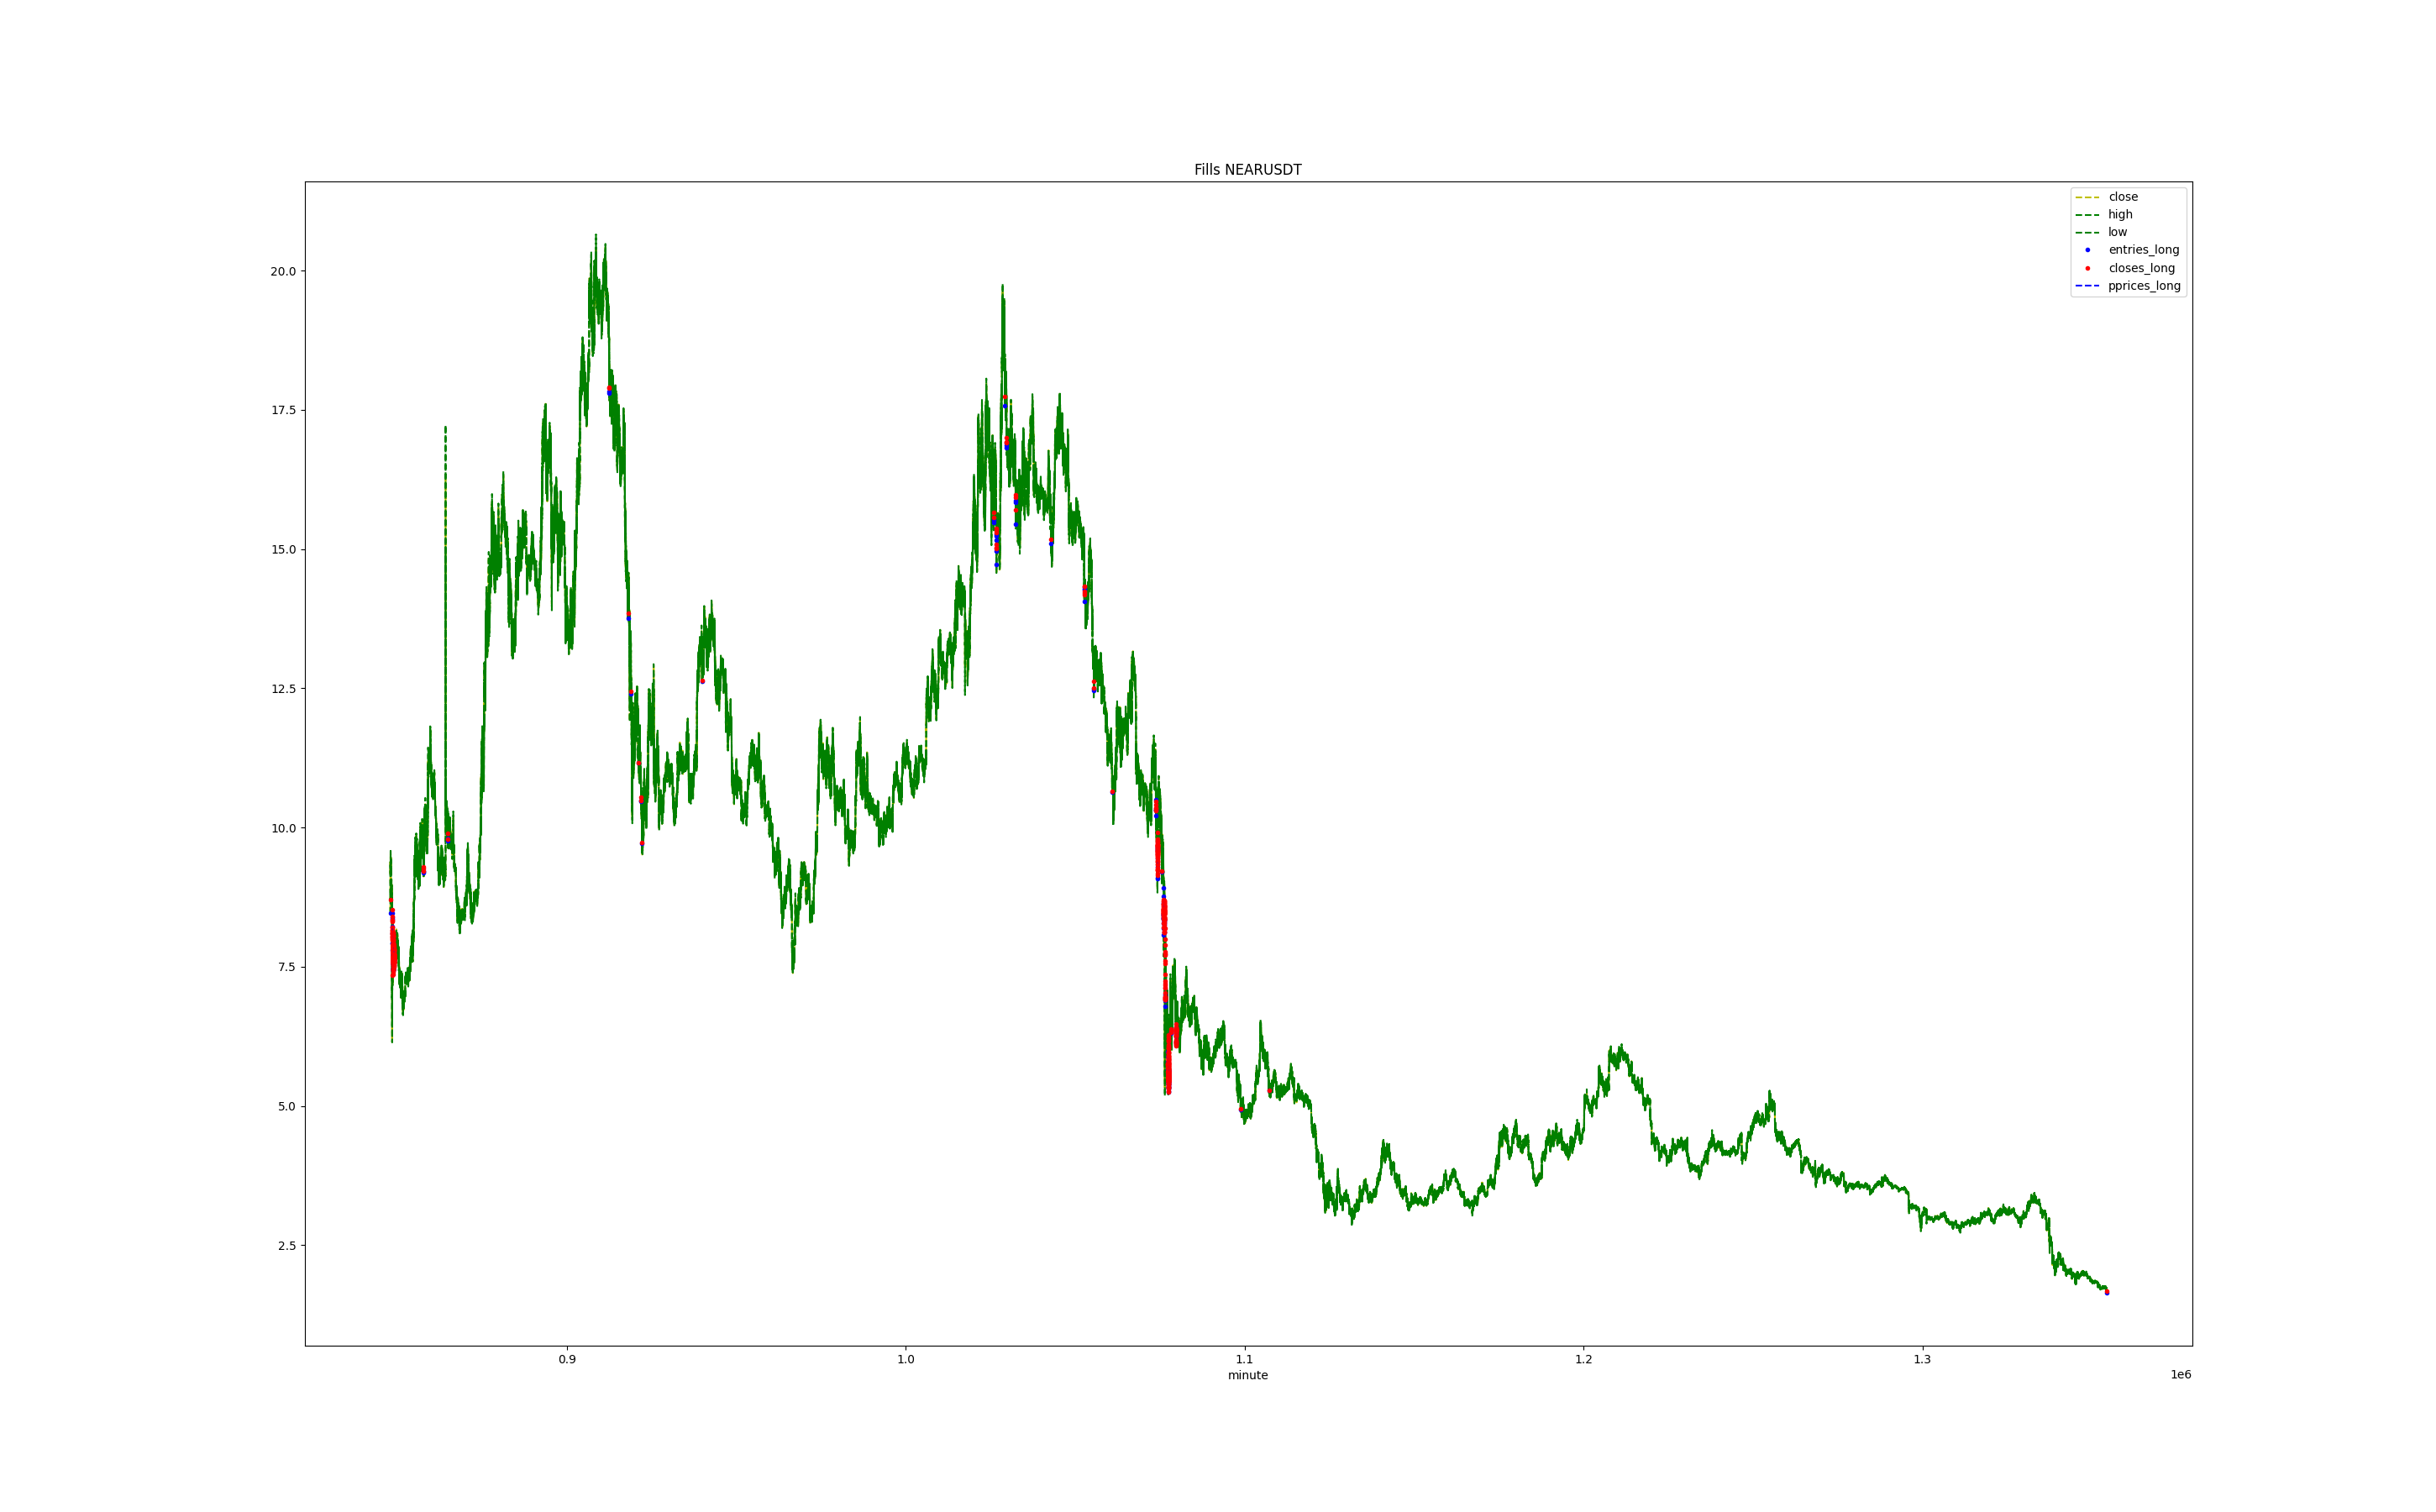 Fills NEARUSDT
close
high
low
entries_long
closes_long
pprices_long
20.0
17.5
15.0
12.5
10.0
7.5
5.0
2.5
0.9 1.0 1.1 1.2 1.3
minute 1e6